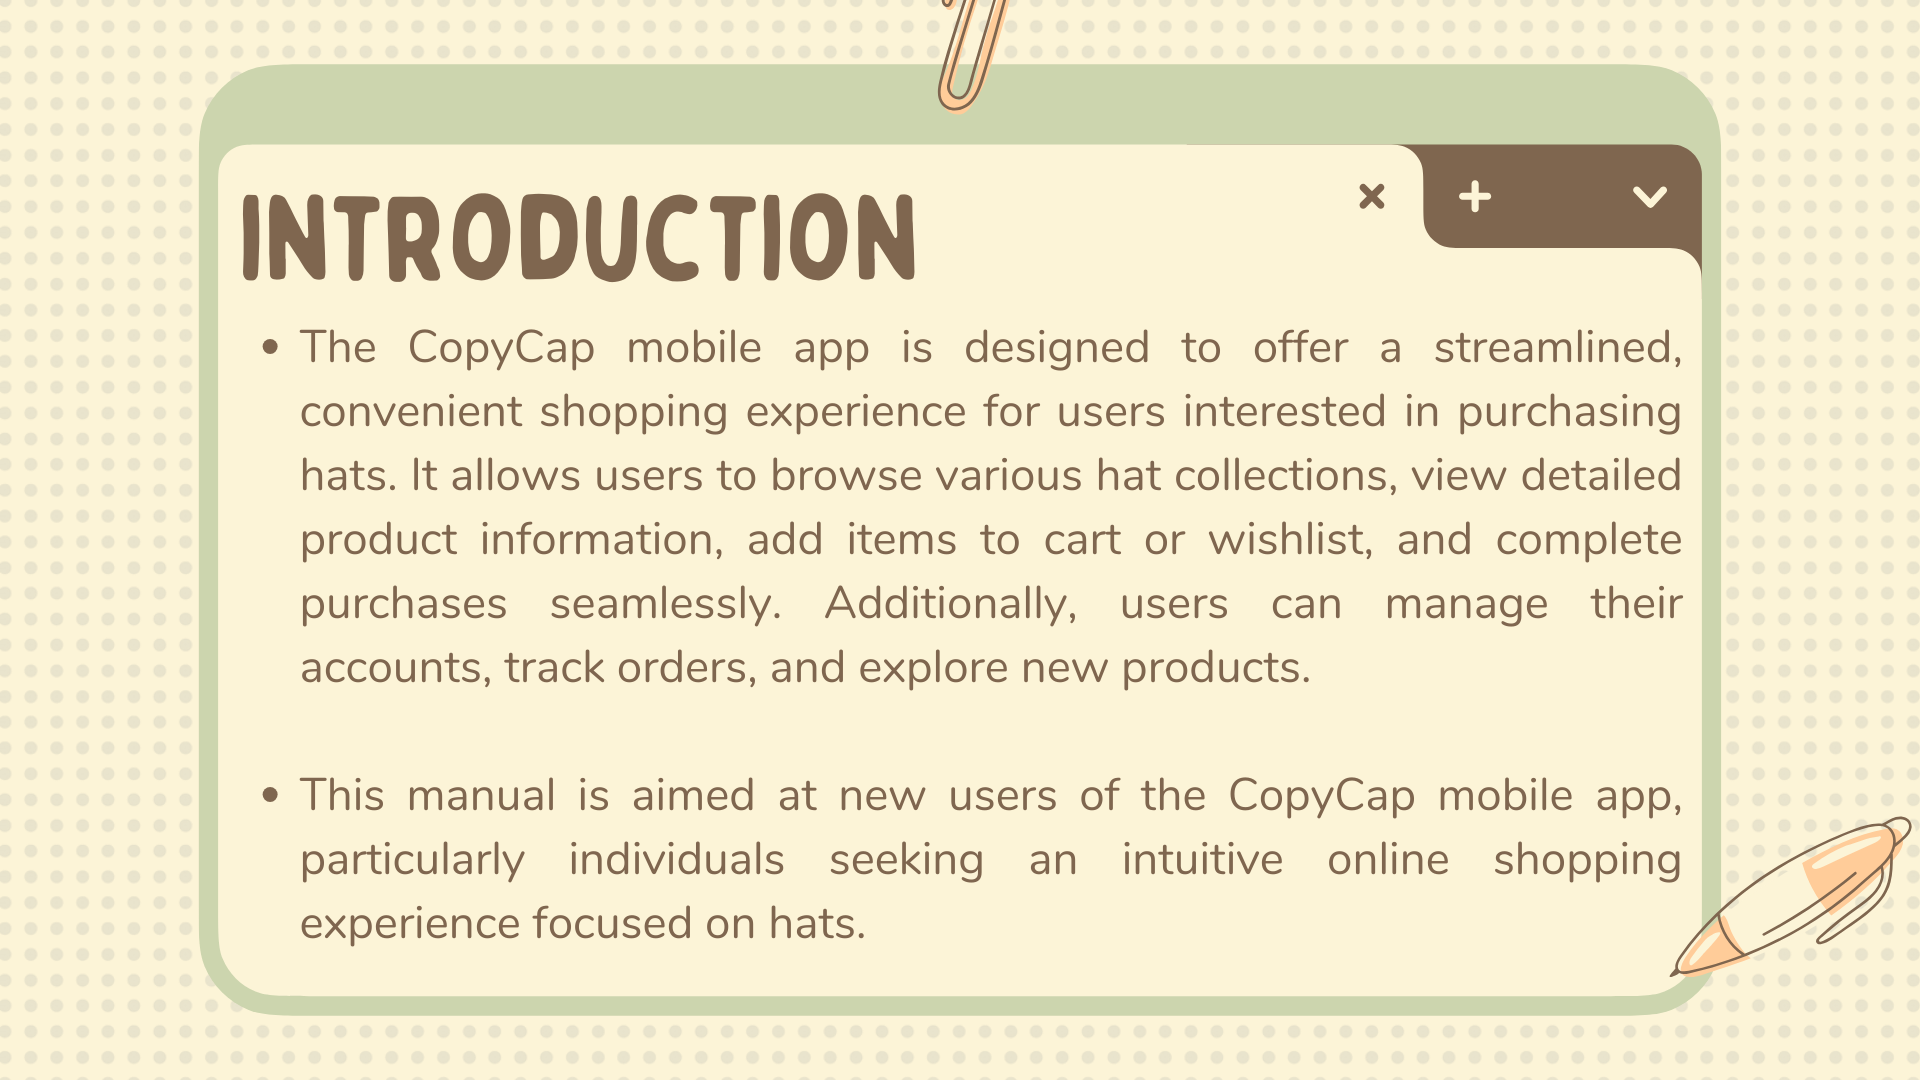 INTRODUCTION
• The CopyCap mobile app is designed to offer a streamlined,
convenient shopping experience for users interested in purchasing
hats. It allows users to browse various hat collections, view detailed
product information, add items to cart or wishlist, and complete
purchases seamlessly. Additionally, users can manage their
accounts, track orders, and explore new products.
• This manual is aimed at new users of the CopyCap mobile app,
particularly individuals seeking an intuitive online shopping
experience focused on hats.